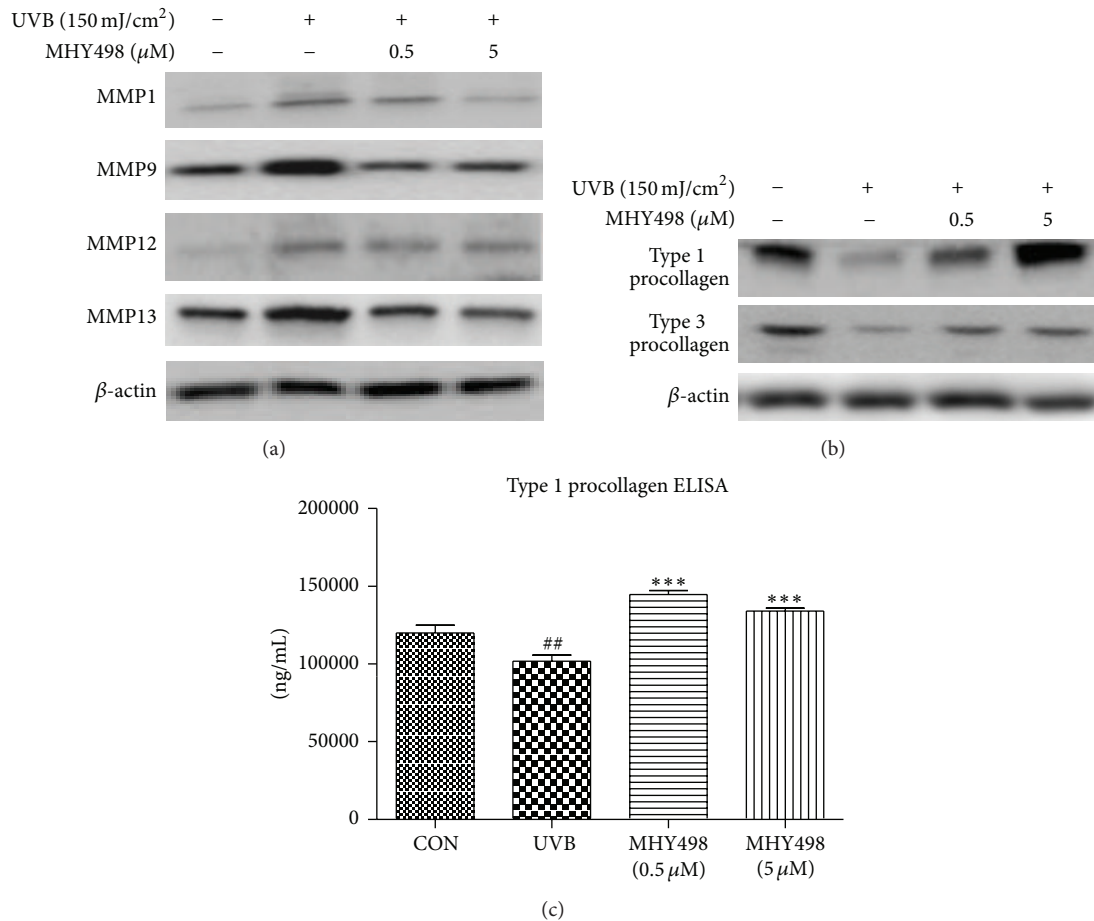 UVB (150 mJ/cm²) − + + +
MHY498 (μM) − − 0.5 5
MMP1
MMP9
MMP12
MMP13
β-actin
(a)
UVB (150 mJ/cm²) − + + +
MHY498 (μM) − − 0.5 5
Type 1
procollagen
Type 3
procollagen
β-actin
(b)
Type 1 procollagen ELISA
(ng/mL)
200000
150000
100000
50000
0
##
***
***
CON UVB MHY498 MHY498
(0.5 μM) (5 μM)
(c)